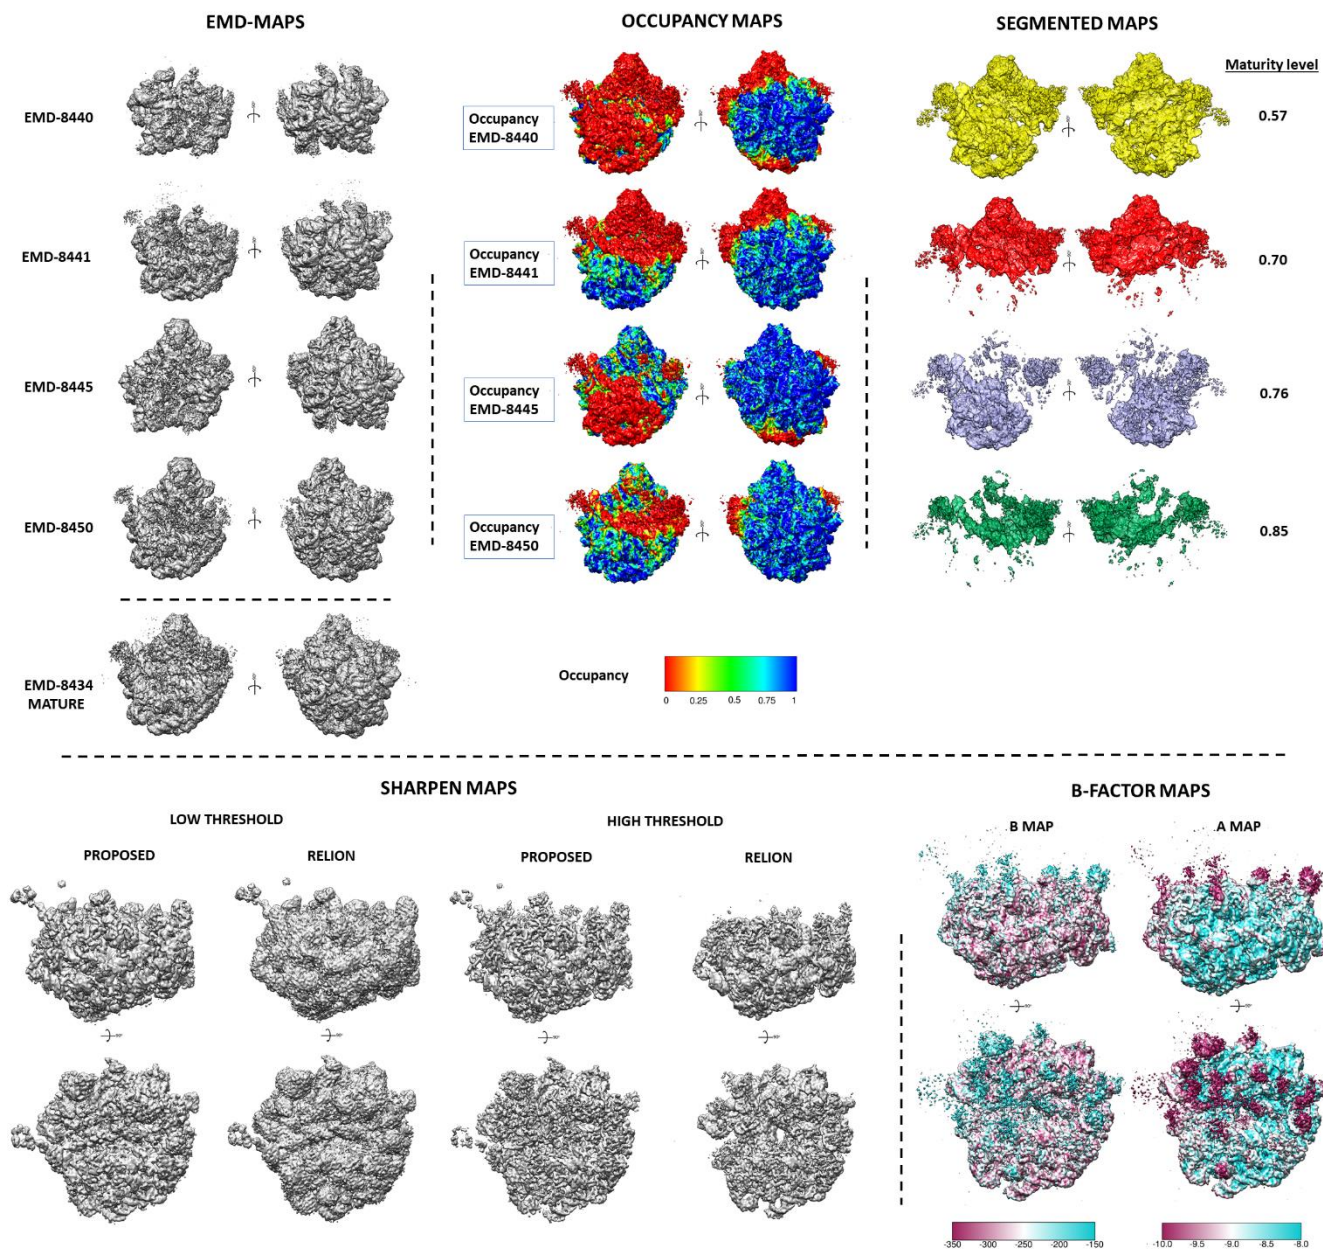 EMD-MAPS
OCCUPANCY MAPS
SEGMENTED MAPS
Maturity level
EMD-8440
Occupancy
EMD-8440
0.57
EMD-8441
Occupancy
EMD-8441
0.70
EMD-8445
Occupancy
EMD-8445
0.76
EMD-8450
Occupancy
EMD-8450
0.85
EMD-8434
MATURE
Occupancy
0 0.25 0.5 0.75 1
SHARPEN MAPS
B-FACTOR MAPS
LOW THRESHOLD
HIGH THRESHOLD
B MAP
A MAP
PROPOSED
RELION
PROPOSED
RELION
-350 -300 -250 -200 -150
-10.0 -9.5 -9.0 -8.5 -8.0